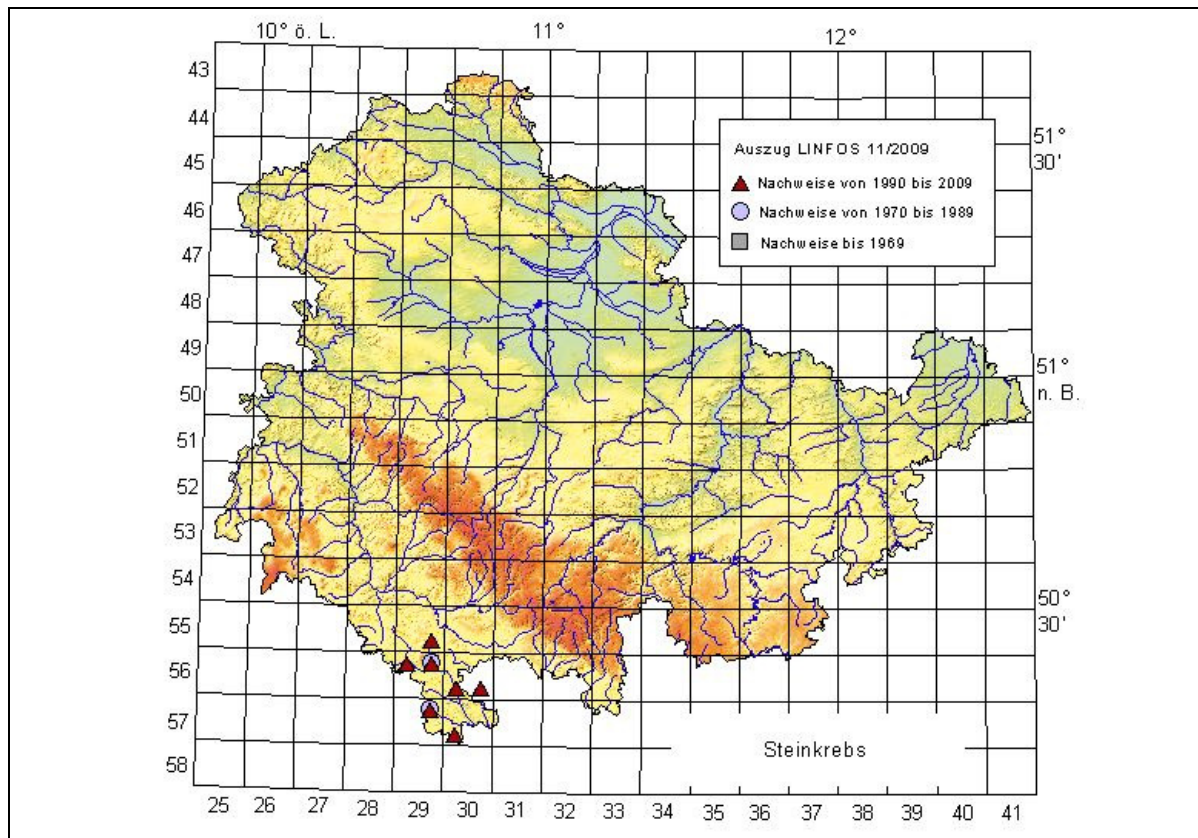 10° ö. L.
11°
12°
43
44
45
46
47
48
49
50
51
52
53
54
55
56
57
58
51°
30'
51°
n. B.
50°
30'
Auszug LINFOS 11/2009
Nachweise von 1990 bis 2009
Nachweise von 1970 bis 1989
Nachweise bis 1969
Steinkrebs
25 26 27 28 29 30 31 32 33 34 35 36 37 38 39 40 41